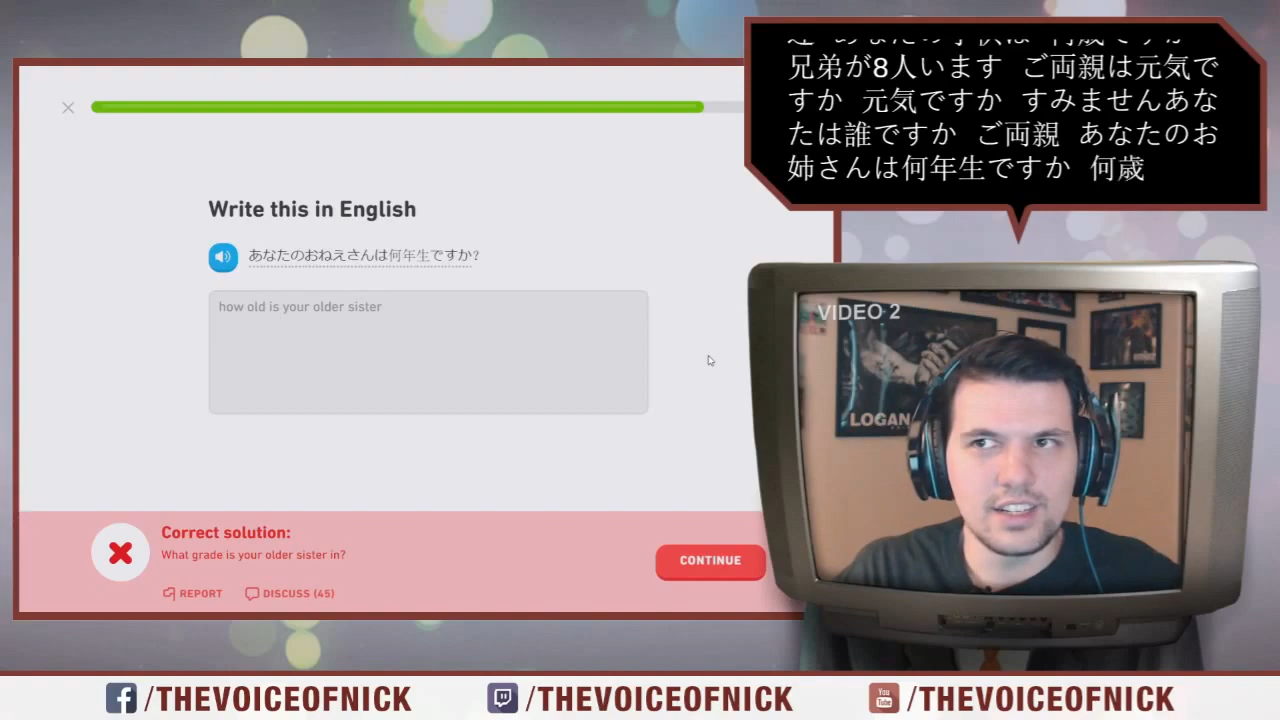 Write this in English
あなたのおねえさんは何年生ですか?
how old is your older sister
Correct solution:
What grade is your older sister in?
REPORT
DISCUSS (45)
CONTINUE
兄弟が8人います ご両親は元気で
すか 元気ですか すみませんあな
たは誰ですか ご両親 あなたのお
姉さんは何年生ですか 何歳
VIDEO 2
LOGAN
/THEVOICEOFNICK
/THEVOICEOFNICK
You
Tube
/THEVOICEOFNICK